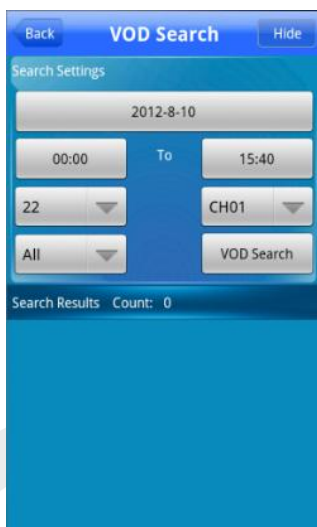 Back VOD Search Hide
Search Settings
2012-8-10
00:00 To 15:40
22 CH01
All VOD Search
Search Results Count: 0